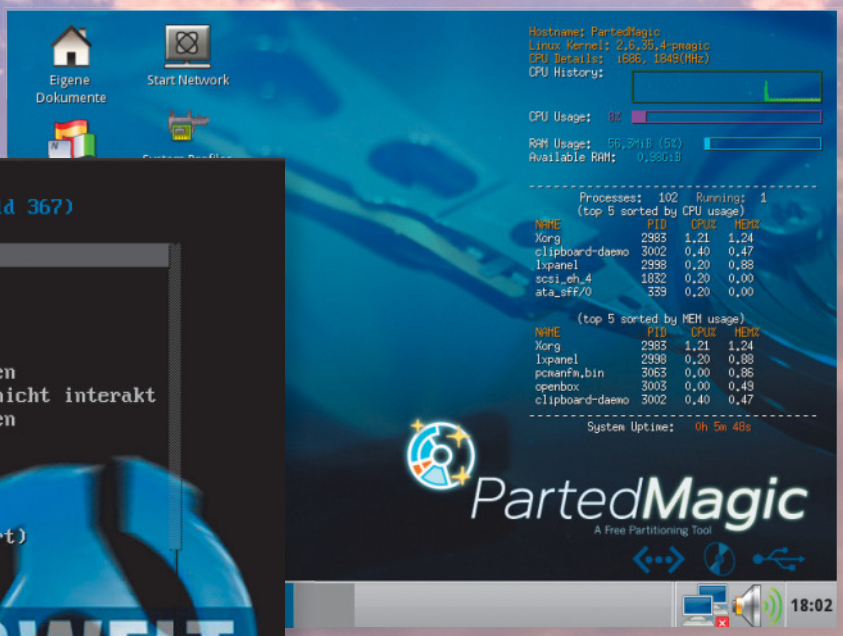 Eigene
Dokumente
Start Network
System Profiler
ld 367)
en
nicht interakt
en
rt)
Hostname: PartedMagic
Linux Kernel: 2.6.35.4-pmagic
CPU Details: i686, 1849(MHz)
CPU History:
CPU Usage: 8%
RAM Usage: 56.3MiB (5%)
Available RAM: 0.98GiB
Processes: 102 Running: 1
(top 5 sorted by CPU usage)
NAME PID CPU% MEM%
Xorg 2983 1.21 1.24
clipboard-daemo 3002 0.40 0.47
lxpanel 2998 0.20 0.88
scsi_eh_4 1832 0.20 0.00
ata_sff/0 339 0.20 0.00
(top 5 sorted by MEM usage)
NAME PID CPU% MEM%
Xorg 2983 1.21 1.24
lxpanel 2998 0.20 0.88
pcmanfm.bin 3063 0.00 0.86
openbox 3003 0.00 0.49
clipboard-daemo 3002 0.40 0.47
System Uptime: 0h 5m 48s
PartedMagic
A Free Partitioning Tool
18:02